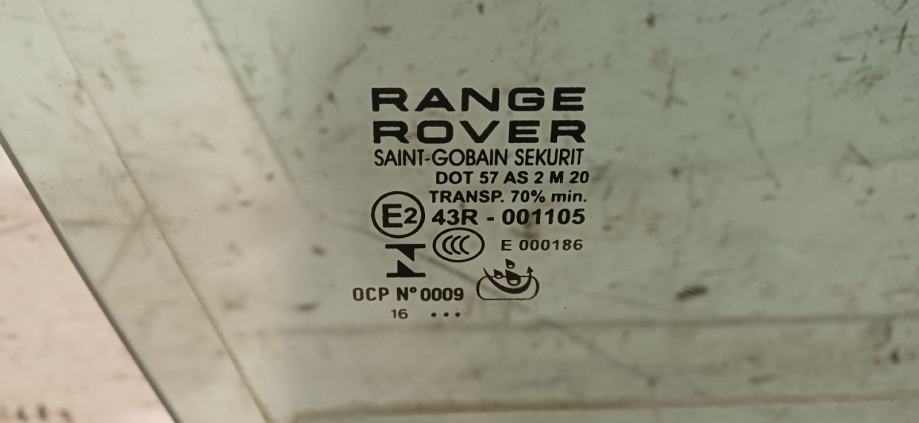 RANGE
ROVER
SAINT-GOBAIN SEKURIT
DOT 57 AS 2 M 20
TRANSP. 70% min.
E2 43R - 001105
CCC E 000186
OCP N° 0009
16 •••